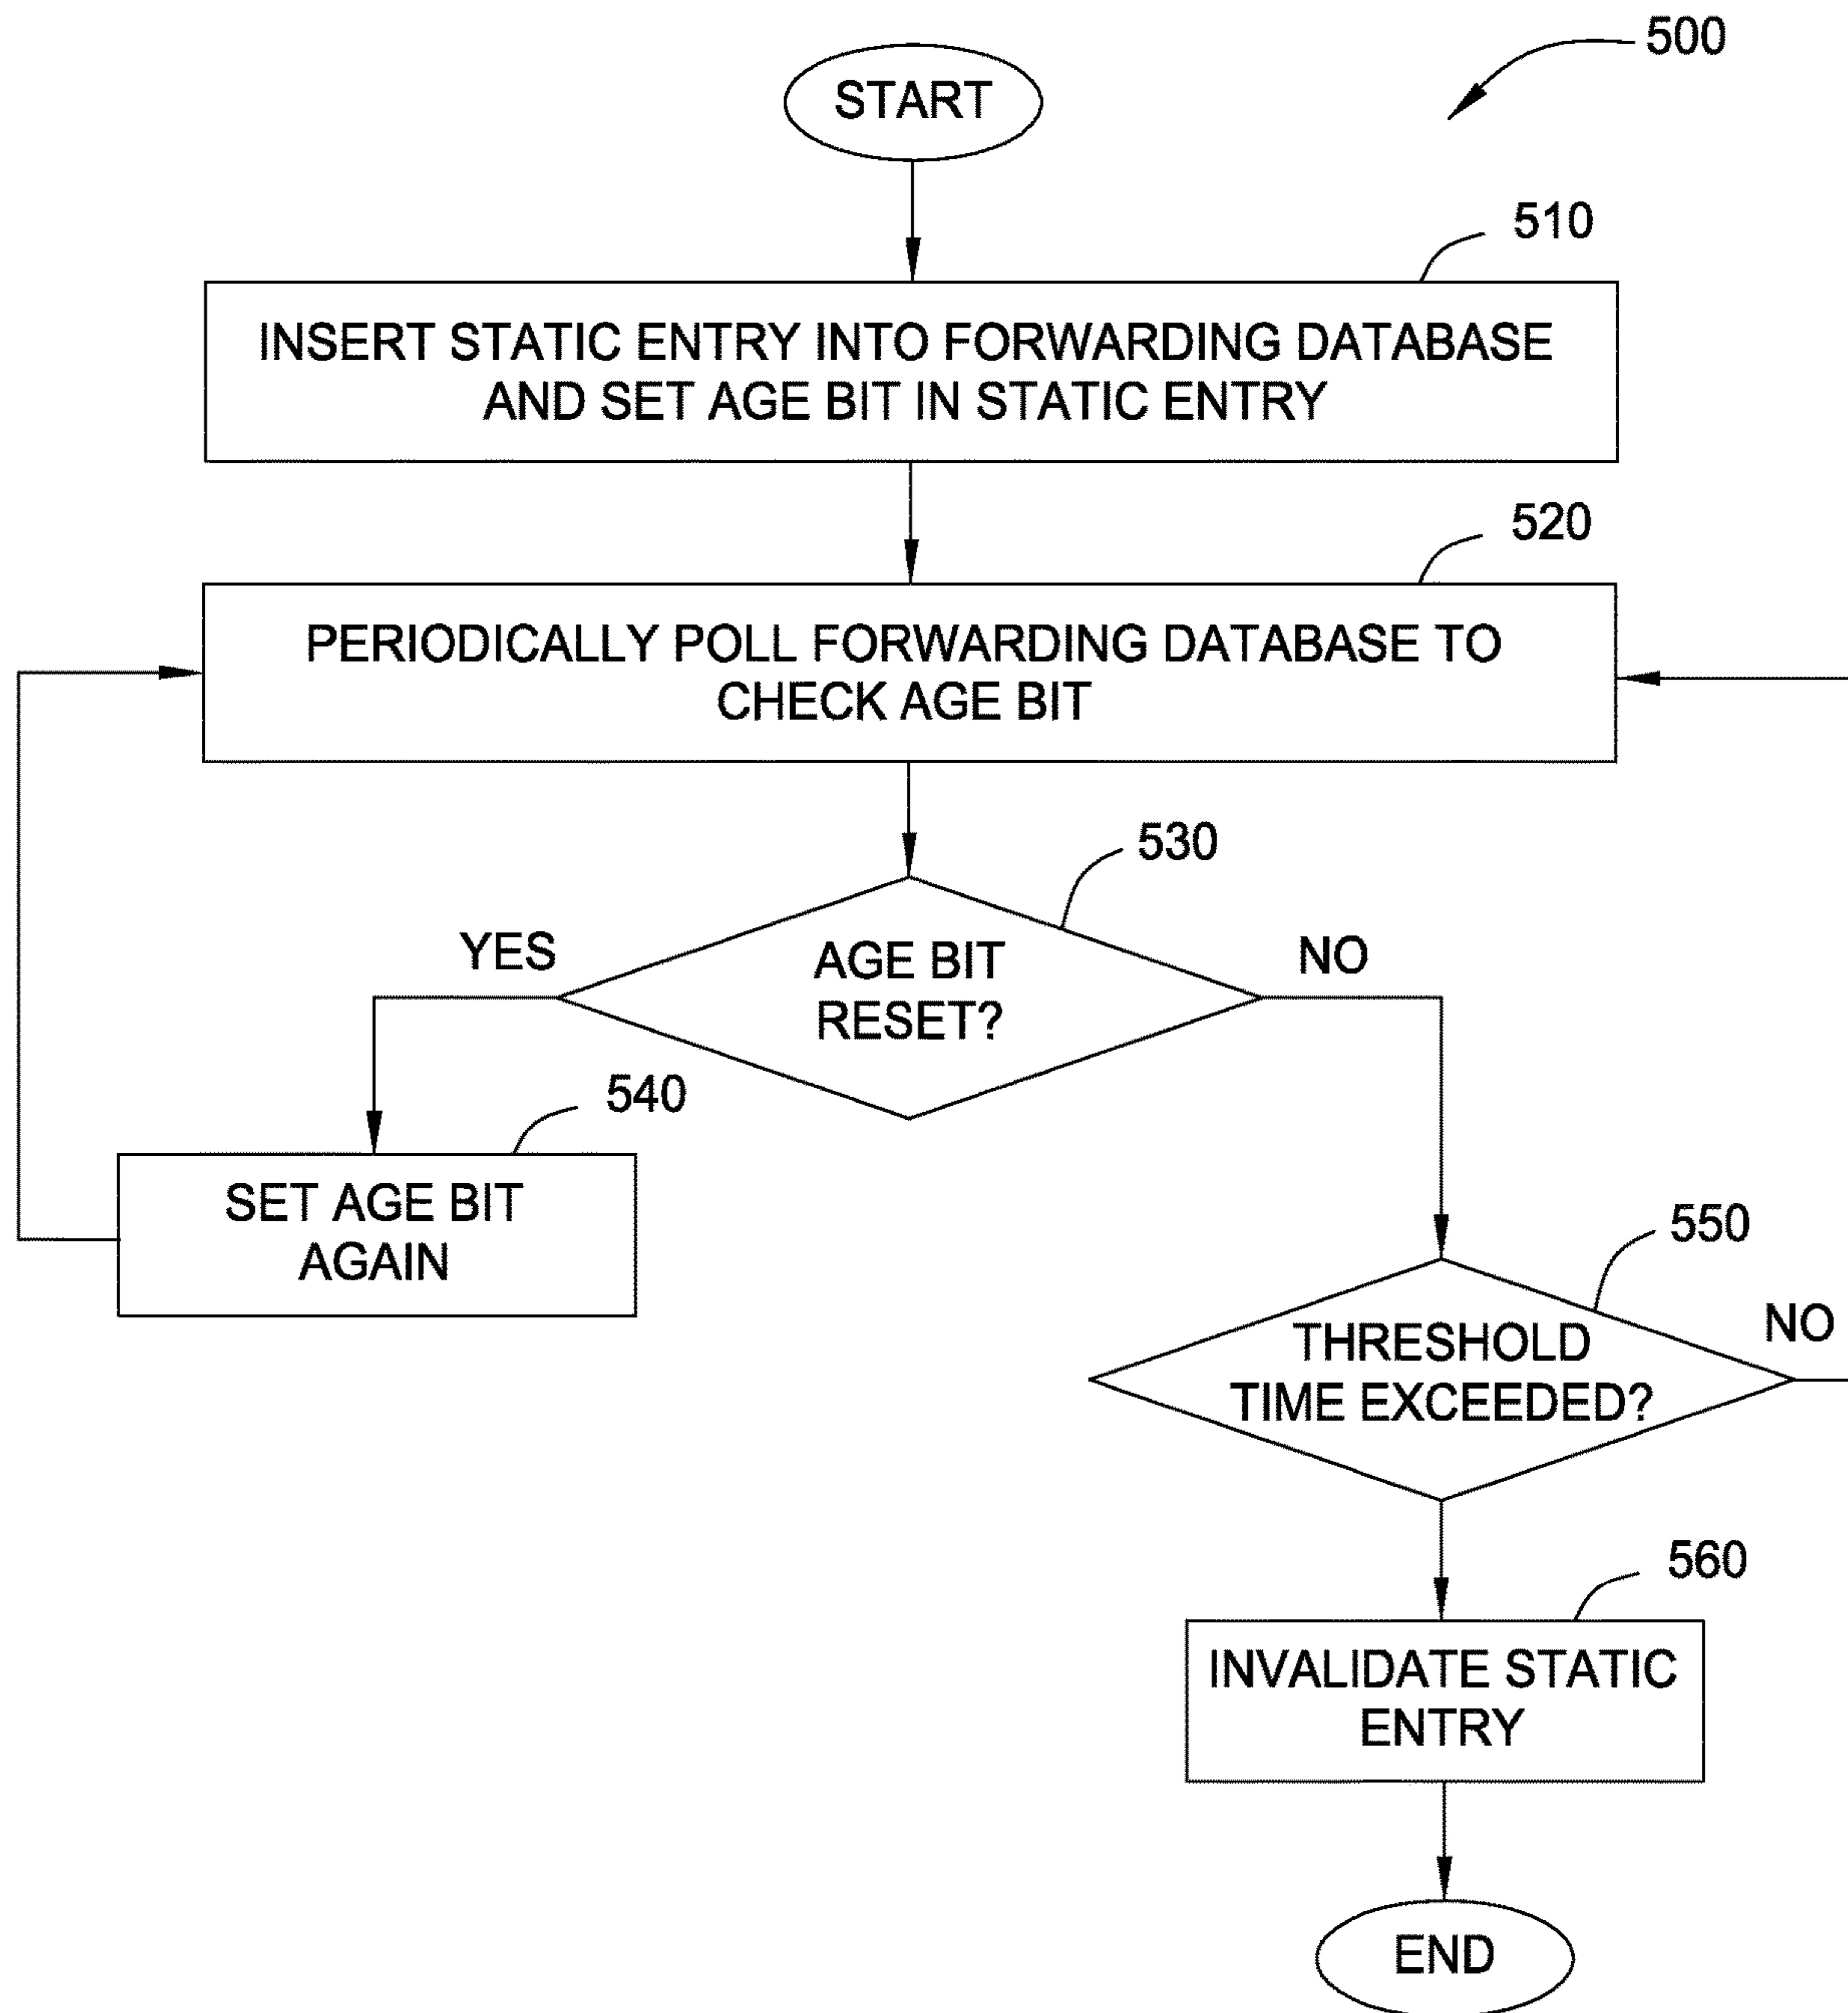 500
START
510
INSERT STATIC ENTRY INTO FORWARDING DATABASE
AND SET AGE BIT IN STATIC ENTRY
520
PERIODICALLY POLL FORWARDING DATABASE TO
CHECK AGE BIT
530
YES
AGE BIT
RESET?
NO
540
SET AGE BIT
AGAIN
550
THRESHOLD
TIME EXCEEDED?
NO
560
INVALIDATE STATIC
ENTRY
END